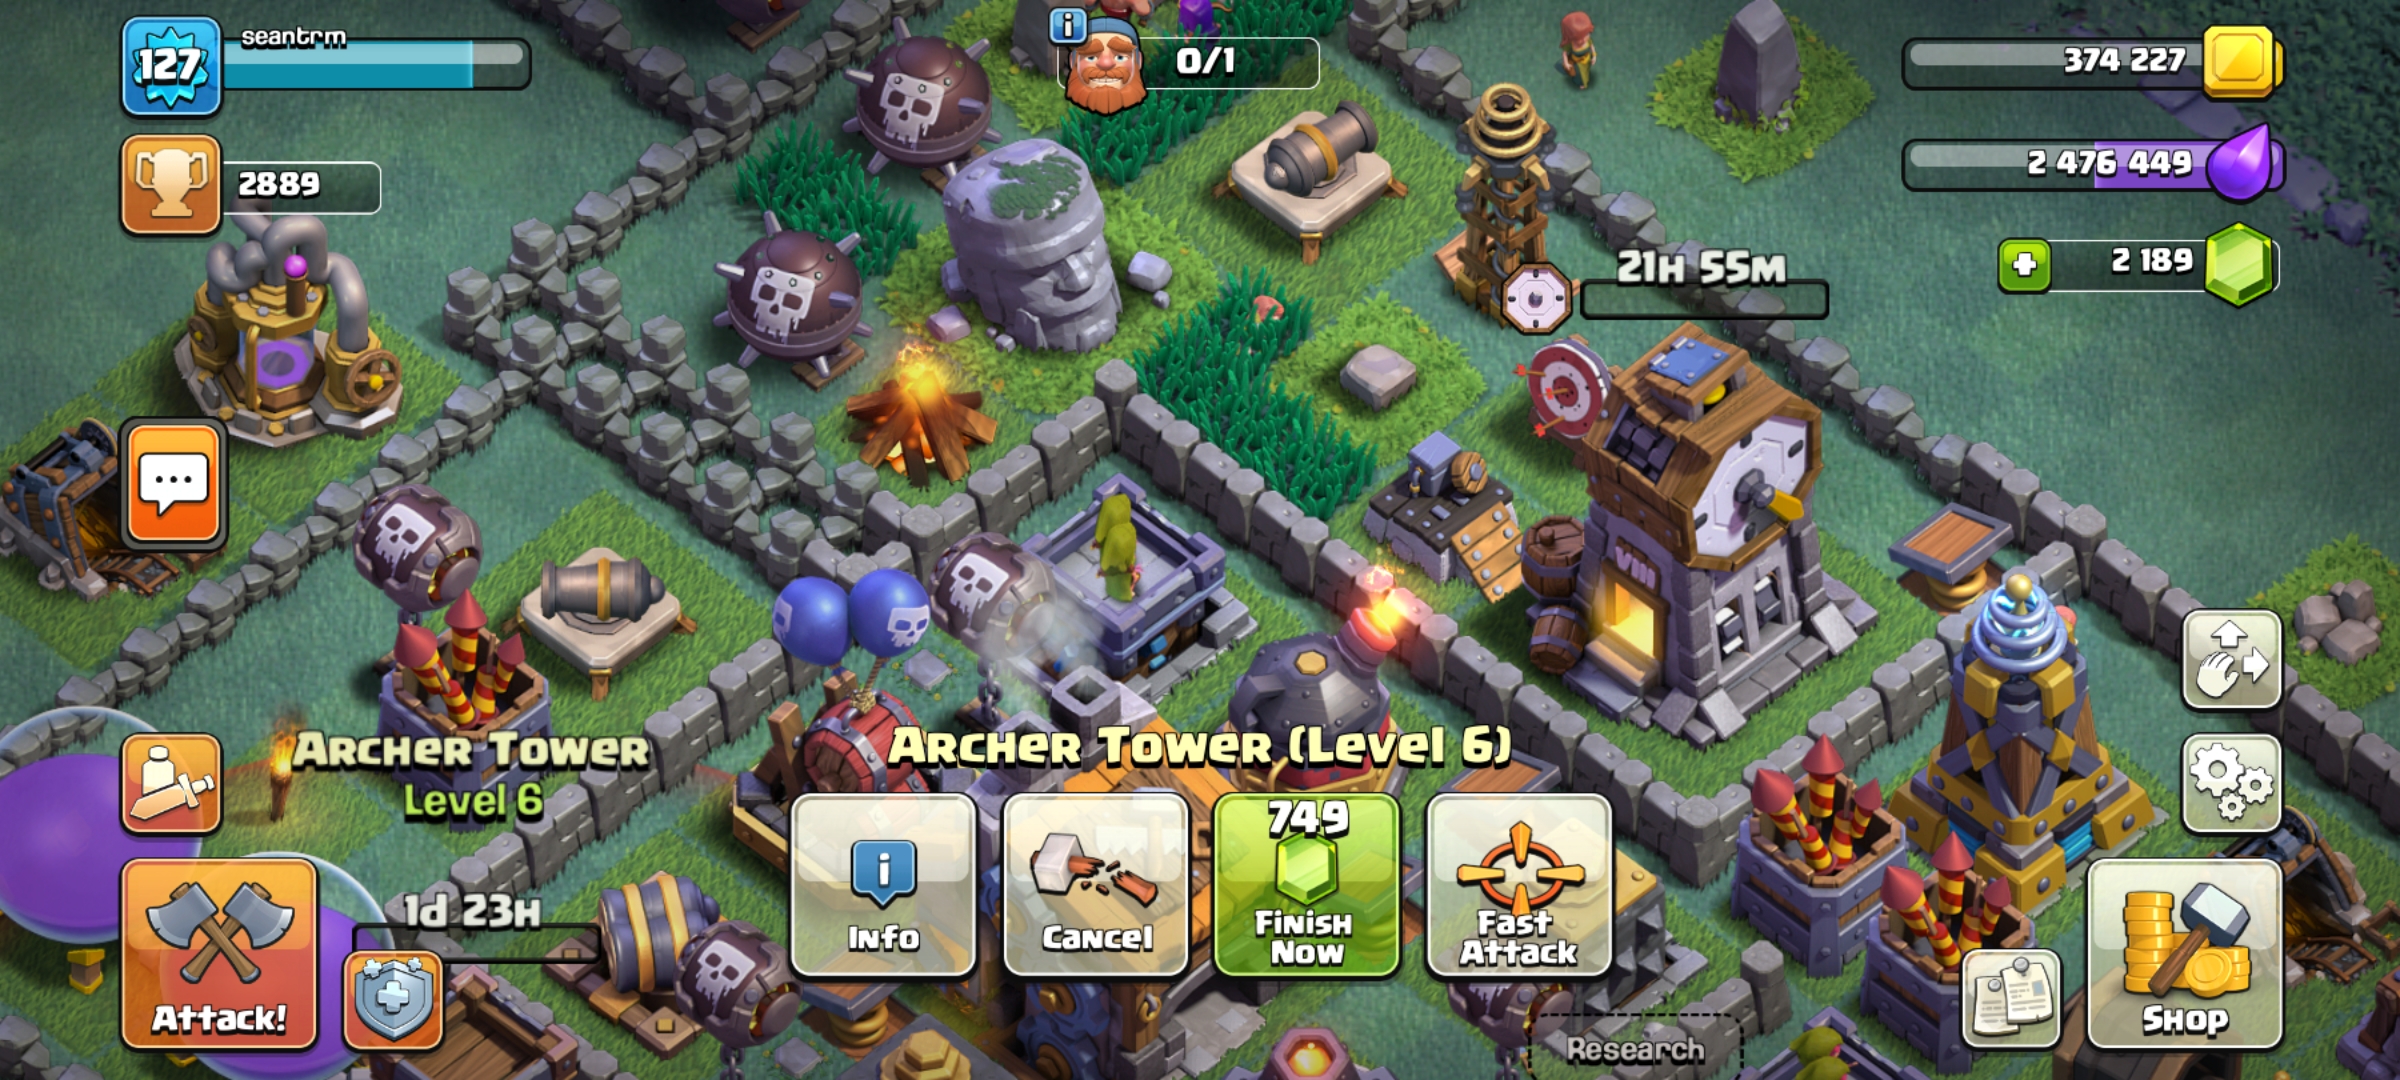 127
seantrm
0/1
374 227
2889
2 476 449
21H 55M
2 189
VIII
Archer Tower
Level 6
Archer Tower (Level 6)
749
Info
Cancel
Finish
Now
Fast
Attack
1d 23H
Attack!
Shop
Research